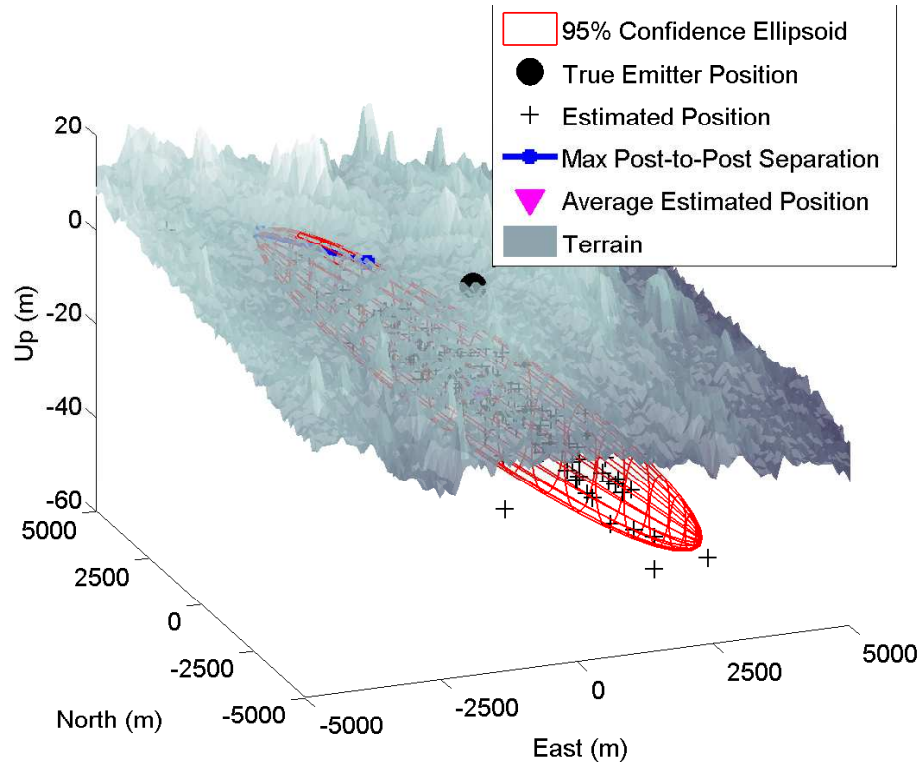 95% Confidence Ellipsoid
True Emitter Position
Estimated Position
Max Post-to-Post Separation
Average Estimated Position
Terrain
20
0
-20
-40
-60
Up (m)
5000
2500
0
-2500
-5000
North (m)
-5000
-2500
0
2500
5000
East (m)